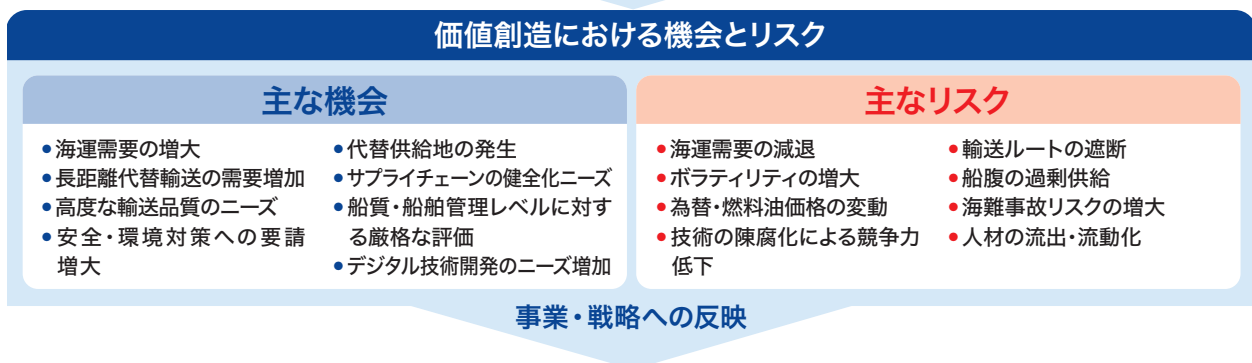 価値創造における機会とリスク
主な機会
●海運需要の増大
●長距離代替輸送の需要増加
●高度な輸送品質のニーズ
●安全・環境対策への要請
増大
●代替供給地の発生
●サプライチェーンの健全化ニーズ
●船質・船舶管理レベルに対す
る厳格な評価
●デジタル技術開発のニーズ増加
主なリスク
●海運需要の減退
●ボラティリティの増大
●為替・燃料油価格の変動
●技術の陳腐化による競争力
低下
●輸送ルートの遮断
●船腹の過剰供給
●海難事故リスクの増大
●人材の流出・流動化
事業・戦略への反映